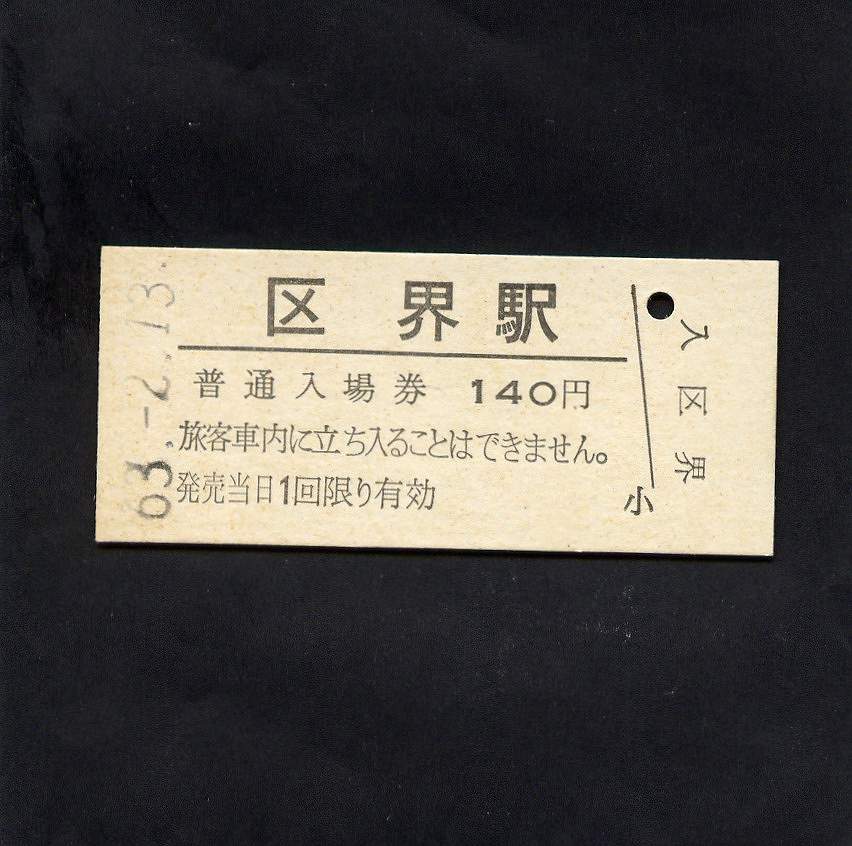 区界駅
普通入場券 140円
旅客車内に立ち入ることはできません。
発売当日1回限り有効
63.-2.13.
入区界
小